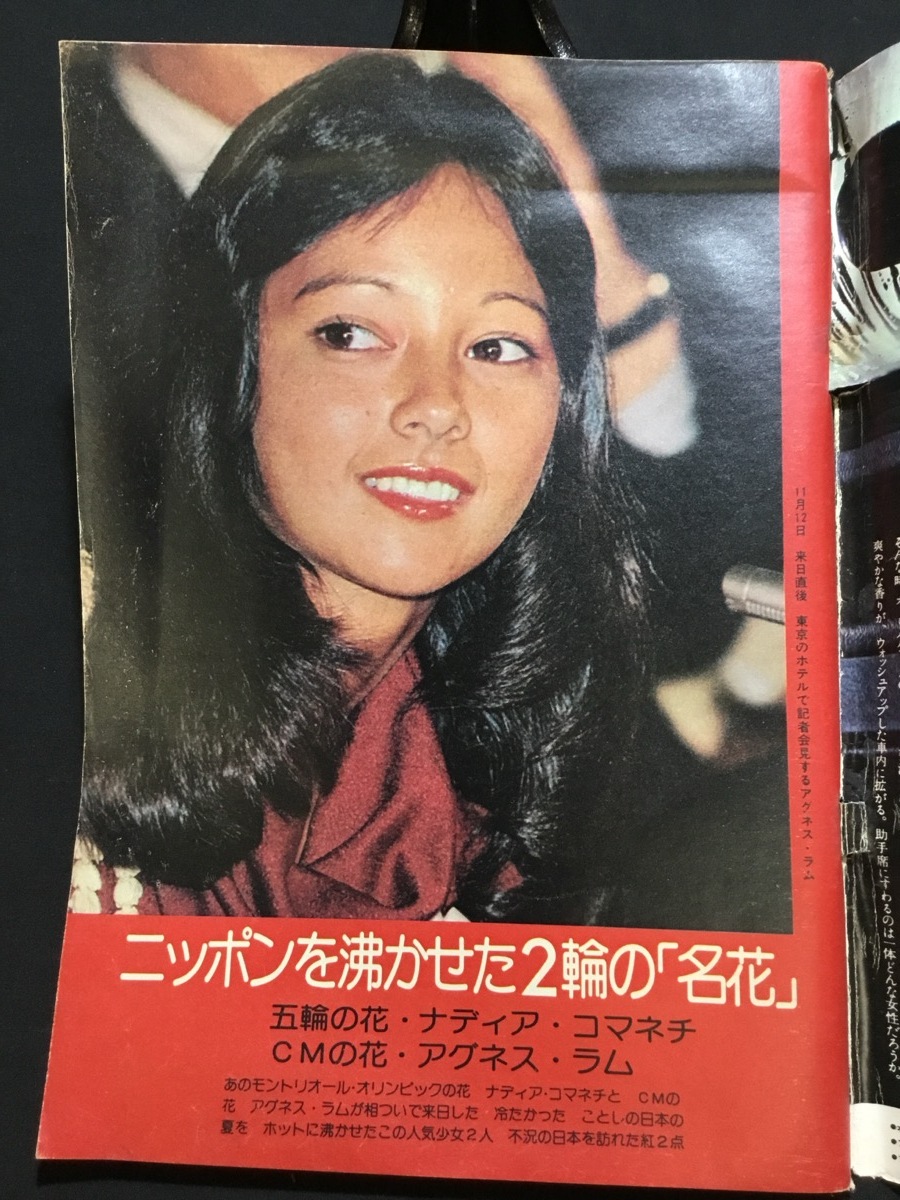 11月12日 来日直後 東京のホテルで記者会見するアグネス・ラム
ニッポンを沸かせた2輪の「名花」
五輪の花・ナディア・コマネチ
CMの花・アグネス・ラム
あのモントリオール・オリンピックの花 ナディア・コマネチと CMの
花 アグネス・ラムが相ついで来日した 冷たかった ことしの日本の
夏を ホットに沸かせたこの人気少女2人 不況の日本を訪れた紅2点
爽やかな香りが、ウォッシュアップした車内に拡がる。助手席にすわるのは一体どんな女性だろうか。